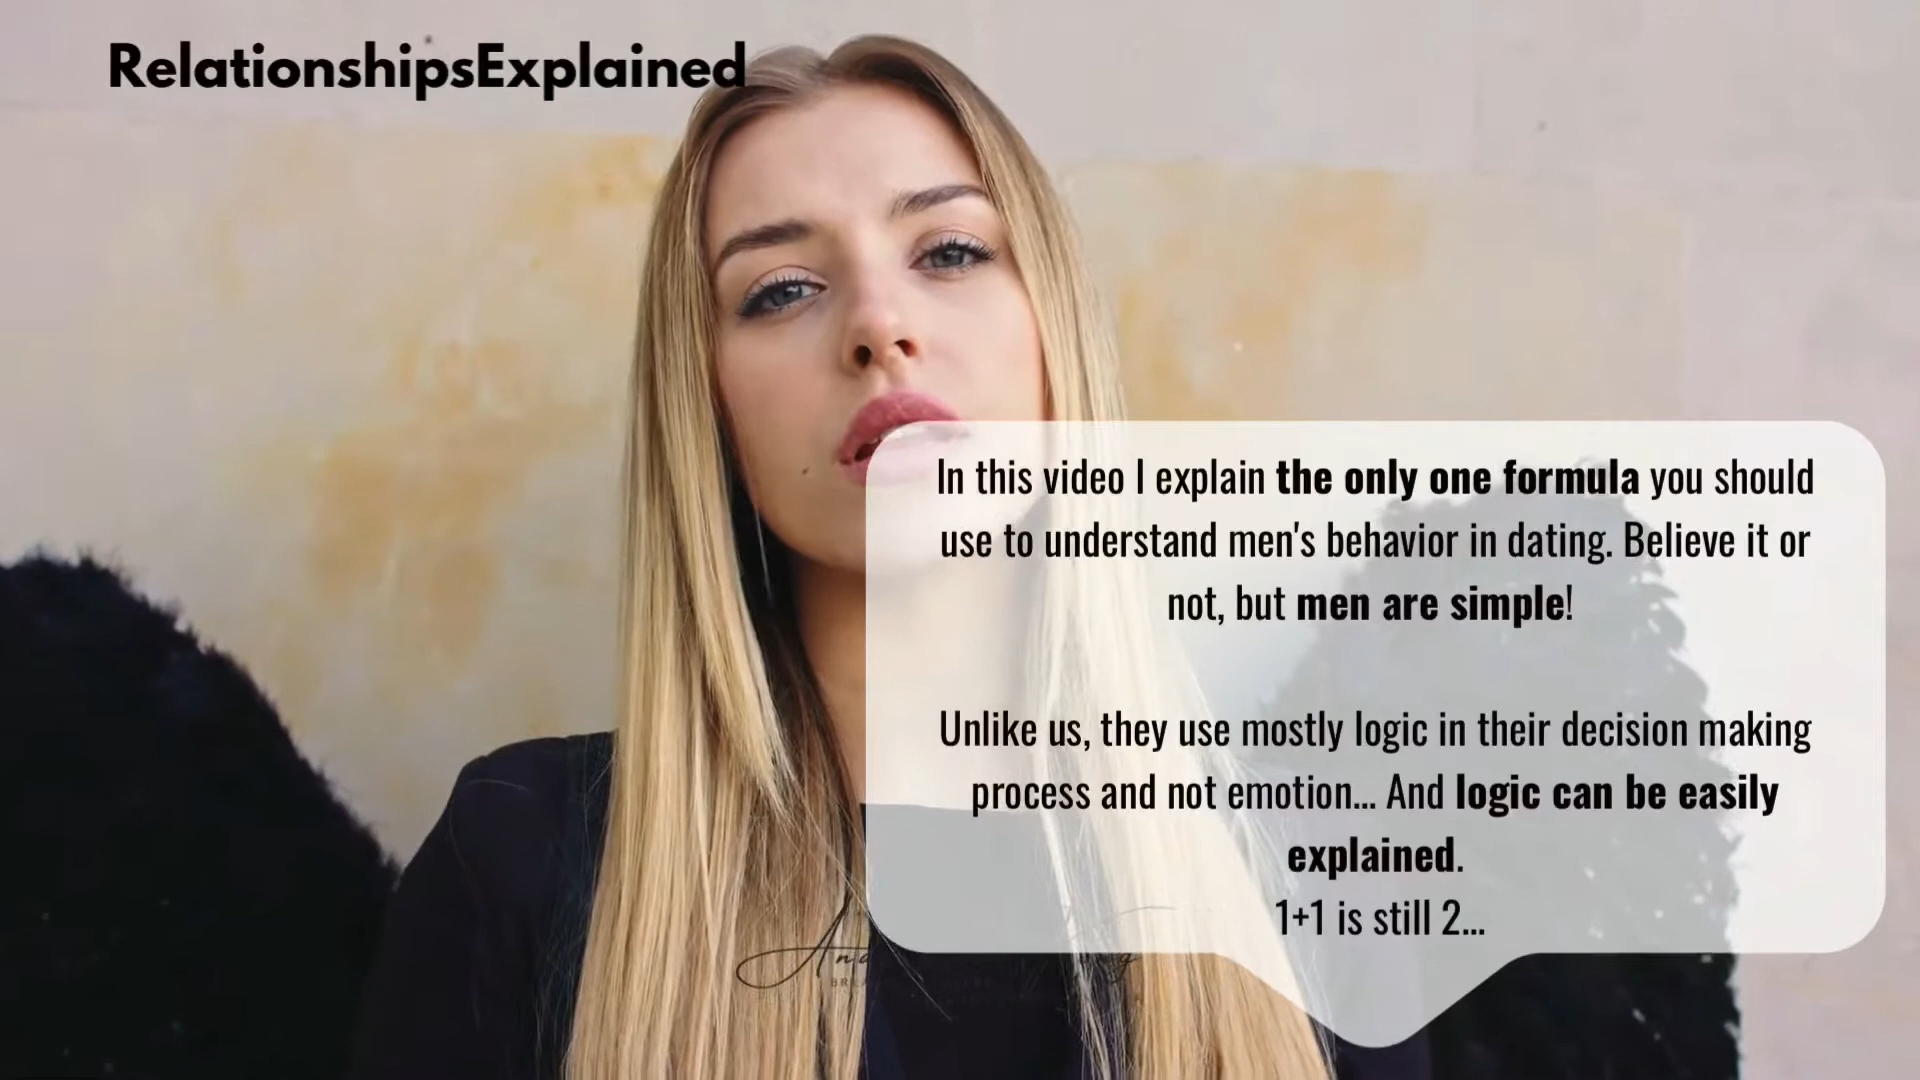 RelationshipsExplained
In this video I explain the only one formula you should
use to understand men's behavior in dating. Believe it or
not, but men are simple!
Unlike us, they use mostly logic in their decision making
process and not emotion... And logic can be easily
explained.
1+1 is still 2...